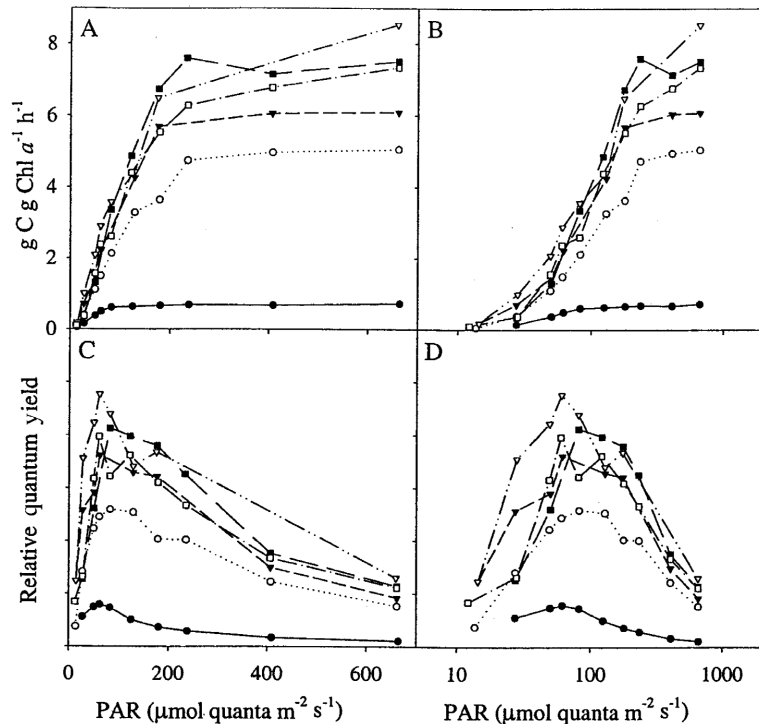 A
B
8
6
4
2
0
g C g Chl a⁻¹ h⁻¹
C
D
Relative quantum yield
0 200 400 600
10 100 1000
PAR (μmol quanta m⁻² s⁻¹)
PAR (μmol quanta m⁻² s⁻¹)